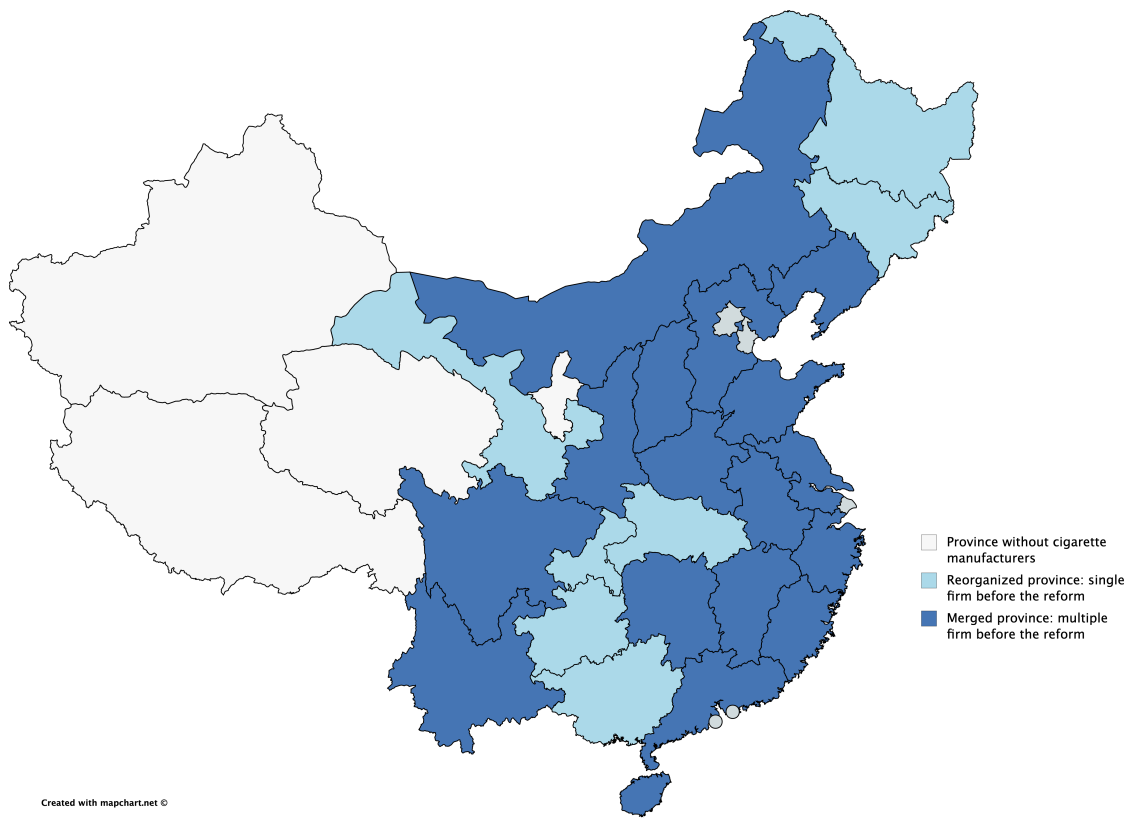 Province without cigarette
manufacturers
Reorganized province: single
firm before the reform
Merged province: multiple
firm before the reform
Created with mapchart.net ©